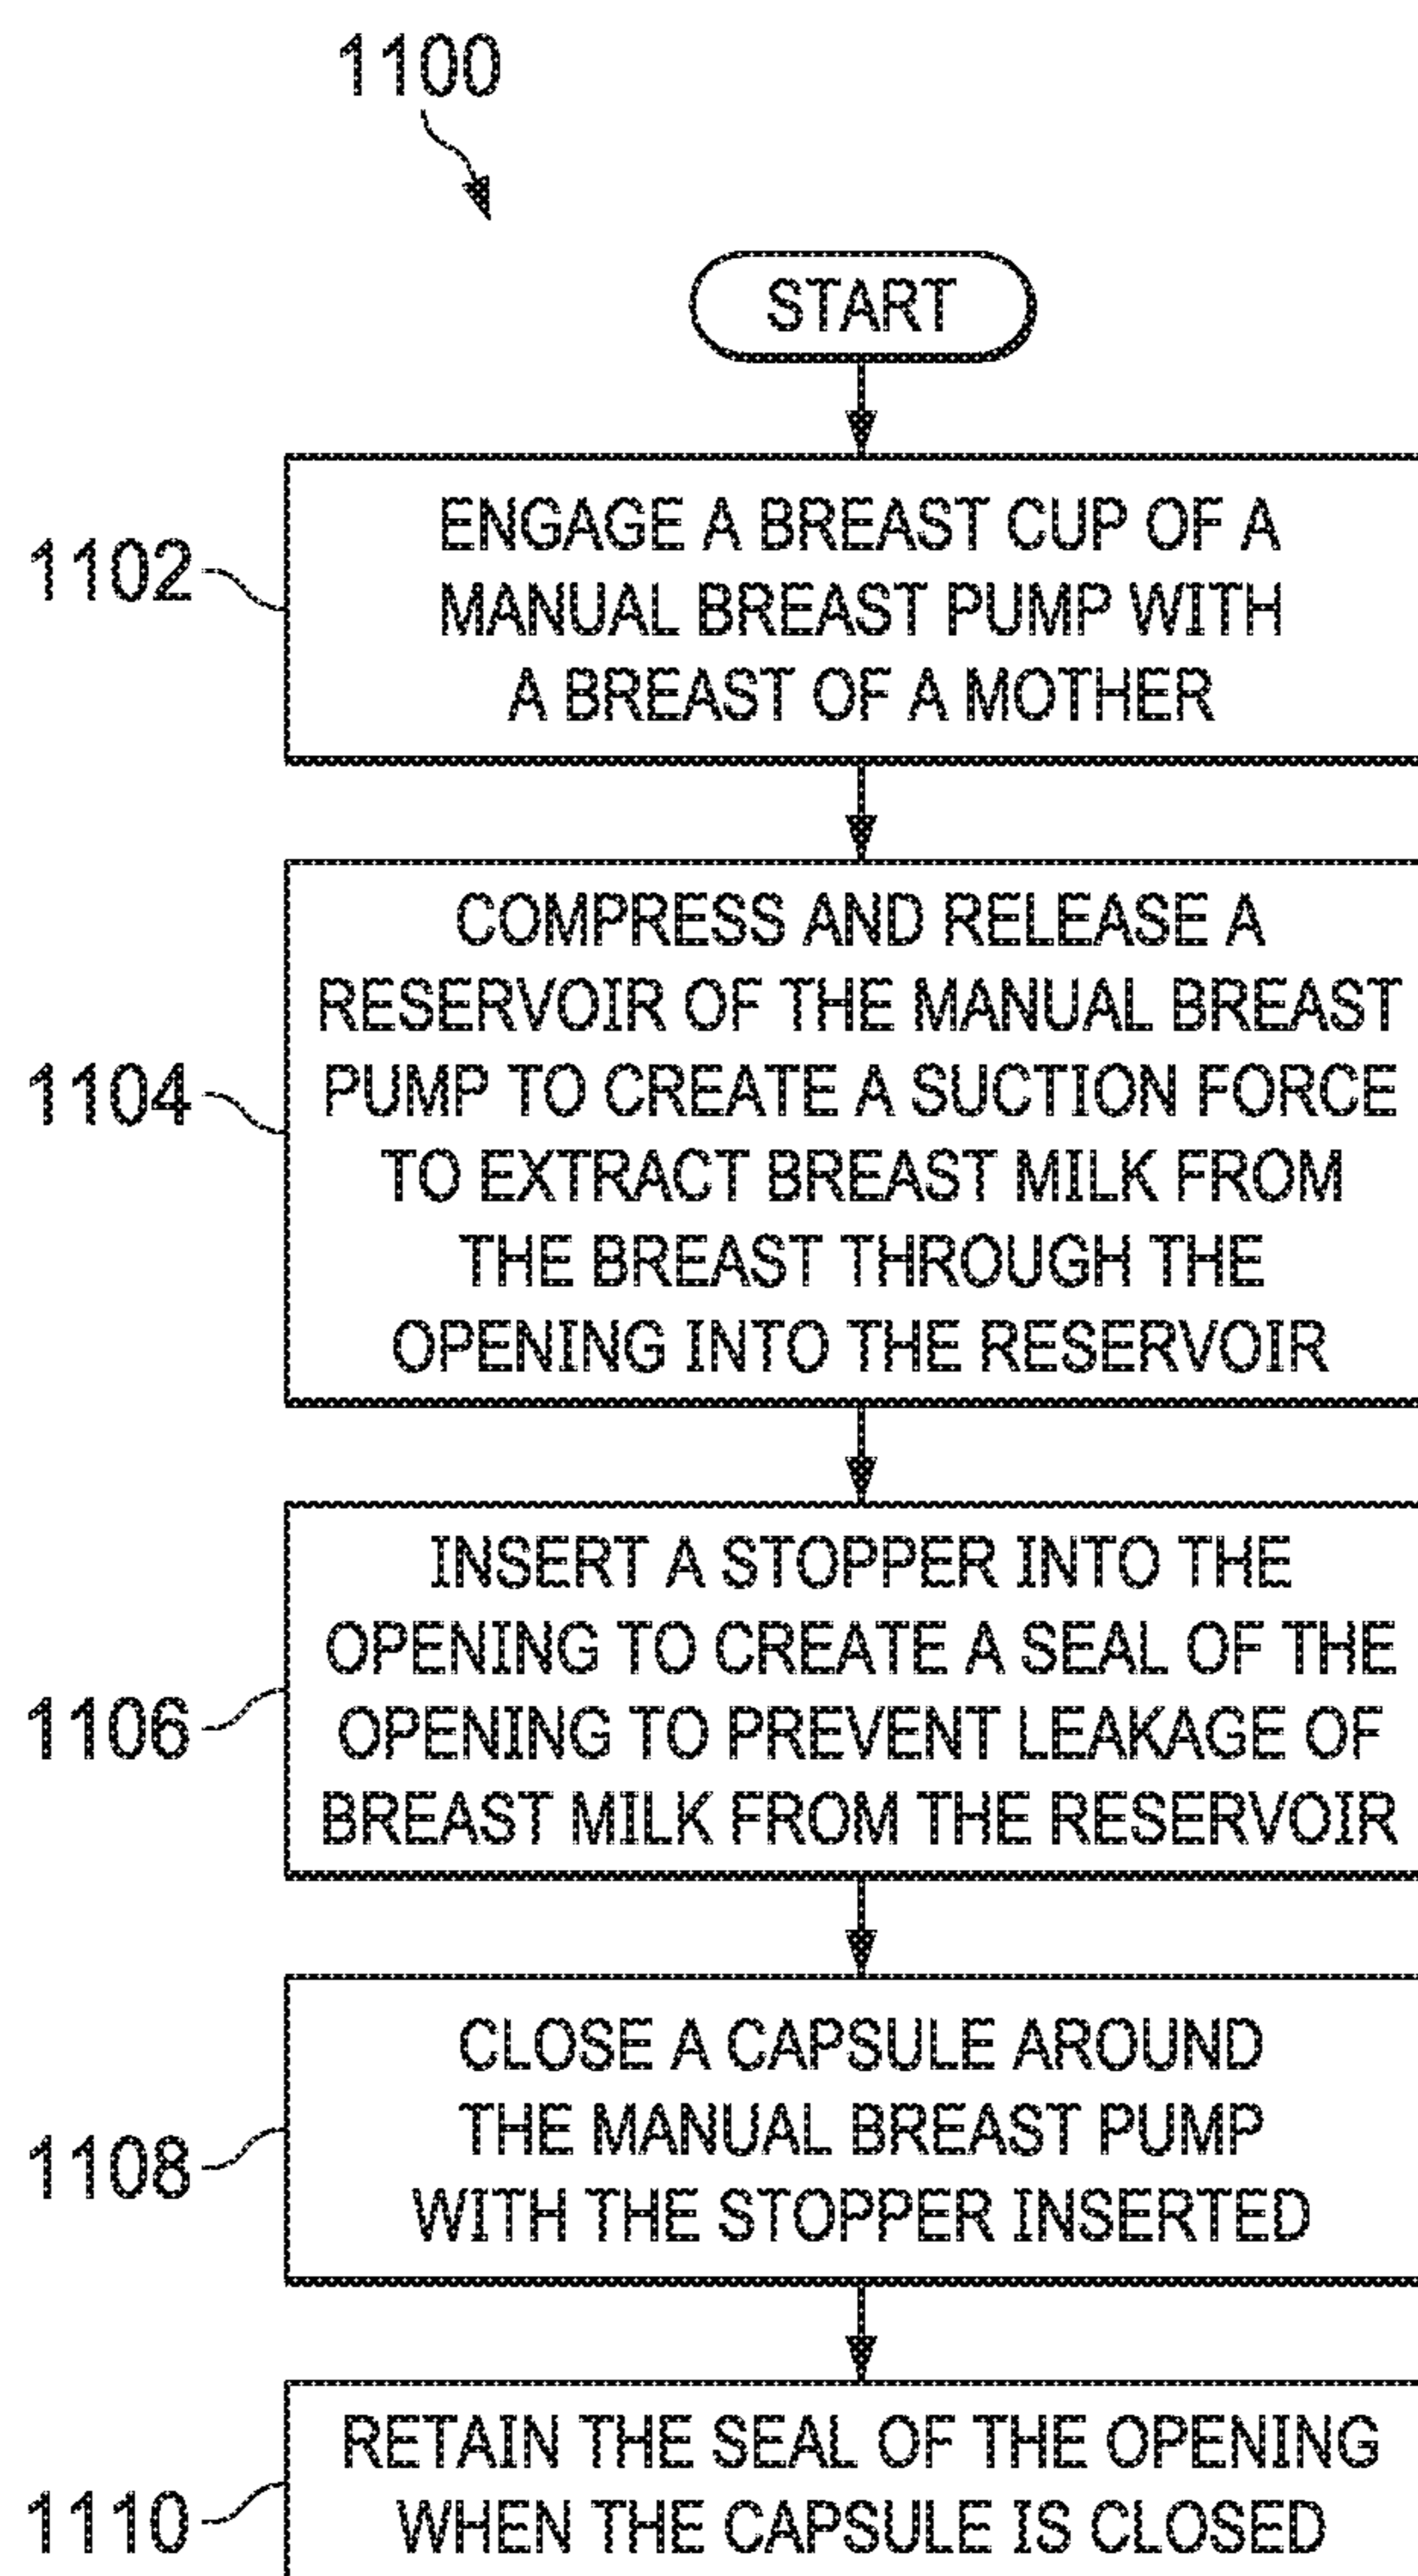 1100
START
1102
ENGAGE A BREAST CUP OF A
MANUAL BREAST PUMP WITH
A BREAST OF A MOTHER
1104
COMPRESS AND RELEASE A
RESERVOIR OF THE MANUAL BREAST
PUMP TO CREATE A SUCTION FORCE
TO EXTRACT BREAST MILK FROM
THE BREAST THROUGH THE
OPENING INTO THE RESERVOIR
1106
INSERT A STOPPER INTO THE
OPENING TO CREATE A SEAL OF THE
OPENING TO PREVENT LEAKAGE OF
BREAST MILK FROM THE RESERVOIR
1108
CLOSE A CAPSULE AROUND
THE MANUAL BREAST PUMP
WITH THE STOPPER INSERTED
1110
RETAIN THE SEAL OF THE OPENING
WHEN THE CAPSULE IS CLOSED